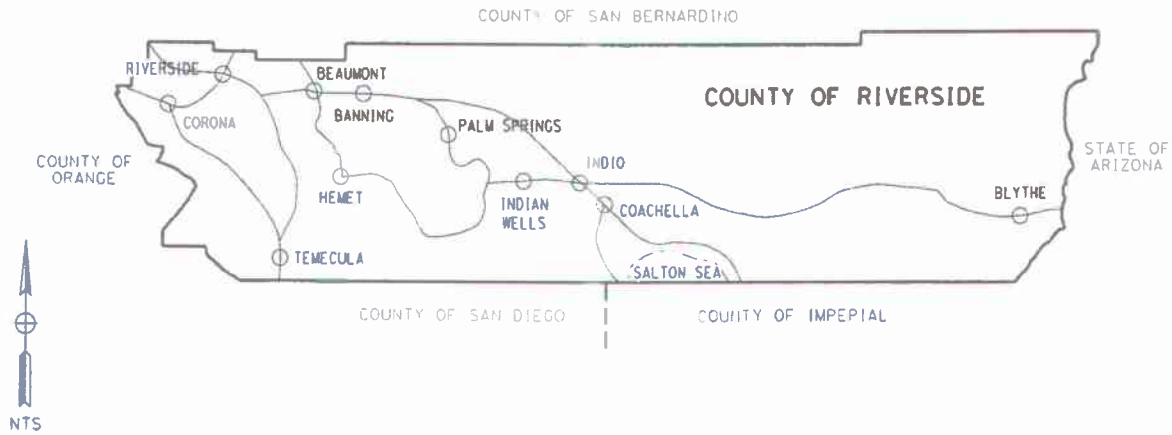 COUNTY OF SAN BERNARDINO
RIVERSIDE
BEAUMONT
COUNTY OF RIVERSIDE
CORONA
BANNING
PALM SPRINGS
COUNTY OF
ORANGE
STATE OF
ARIZONA
INDIO
HEMET
BLYTHE
INDIAN
WELLS
COACHELLA
TEMECULA
SALTON SEA
COUNTY OF SAN DIEGO
COUNTY OF IMPERIAL
NTS